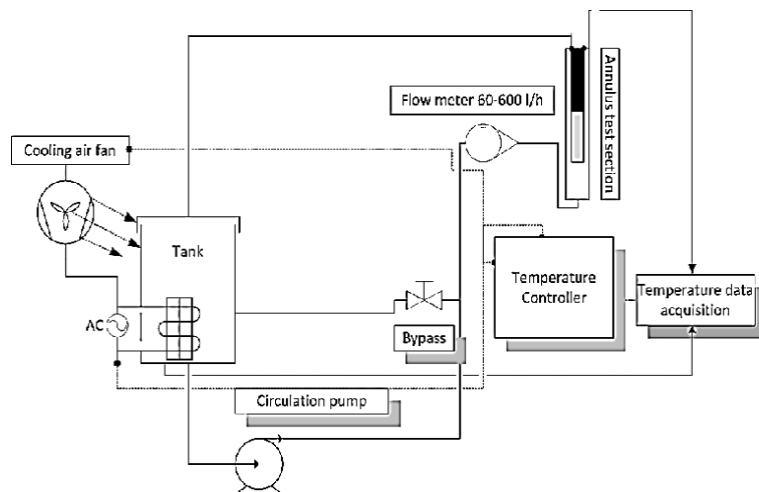 Flow meter 60-600 l/h
Annulus test section
Cooling air fan
Tank
Temperature
Controller
Temperature data
acquisition
AC
Bypass
Circulation pump